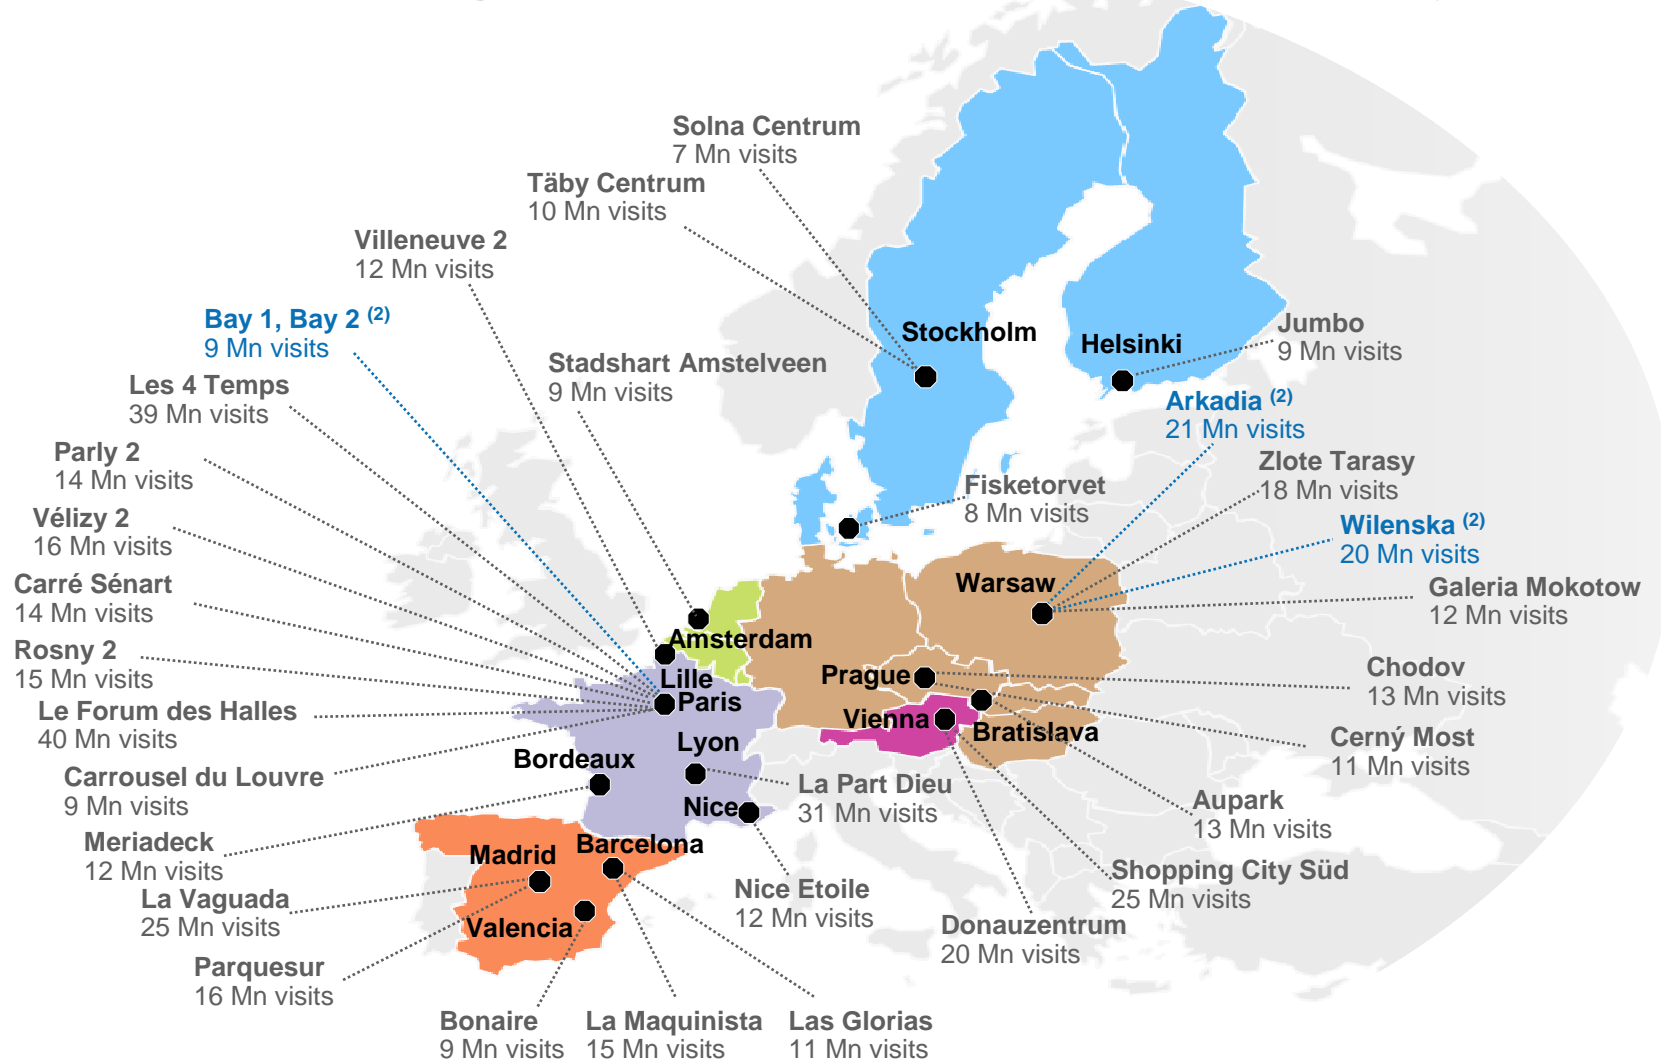 Solna Centrum
7 Mn visits
Täby Centrum
10 Mn visits
Villeneuve 2
12 Mn visits
Bay 1, Bay 2 (2)
9 Mn visits
Stadshart Amstelveen
9 Mn visits
Les 4 Temps
39 Mn visits
Parly 2
14 Mn visits
Vélizy 2
16 Mn visits
Carré Sénart
14 Mn visits
Rosny 2
15 Mn visits
Le Forum des Halles
40 Mn visits
Carrousel du Louvre
9 Mn visits
Meriadeck
12 Mn visits
La Vaguada
25 Mn visits
Parquesur
16 Mn visits
Bonaire
9 Mn visits
La Maquinista
15 Mn visits
Las Glorias
11 Mn visits
Stockholm
Helsinki
Jumbo
9 Mn visits
Arkadia (2)
21 Mn visits
Zlote Tarasy
18 Mn visits
Fisketorvet
8 Mn visits
Wilenska (2)
20 Mn visits
Galeria Mokotow
12 Mn visits
Warsaw
Amsterdam
Lille
Paris
Prague
Vienna
Bratislava
Lyon
Bordeaux
Nice
Barcelona
Madrid
Valencia
Chodov
13 Mn visits
Cerný Most
11 Mn visits
La Part Dieu
31 Mn visits
Aupark
13 Mn visits
Shopping City Süd
25 Mn visits
Nice Etoile
12 Mn visits
Donauzentrum
20 Mn visits